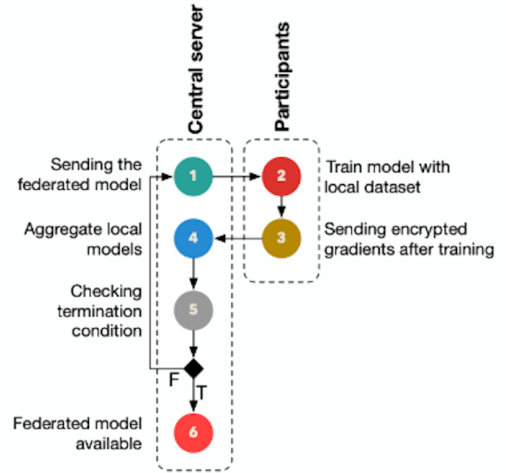 Central server
Participants
Sending the
federated model
1
2
Train model with
local dataset
Aggregate local
models
4
3
Sending encrypted
gradients after training
Checking
termination
condition
5
F
T
Federated model
available
6